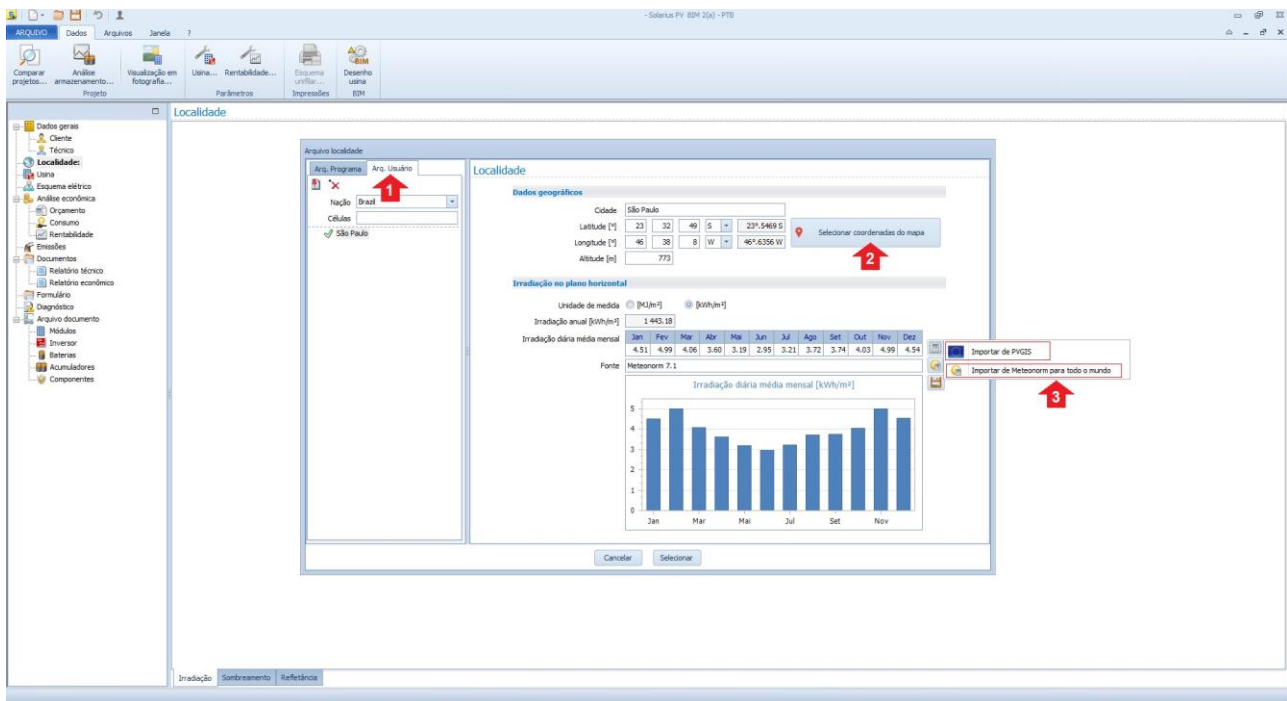 - Solarius PV BIM 2(a) - PTB
ARQUIVO Dados Arquivos Janela ?
Comparar projetos...
Análise armazenamento...
Visualização em fotografia...
Usina...
Rentabilidade...
Esquema unifilar...
BIM
Desenho usina
Projeto Parâmetros Impressões BIM
Dados gerais
Cliente
Técnico
Localidade:
Usina
Esquema elétrico
Análise econômica
Orçamento
Consumo
Rentabilidade
Emissões
Documentos
Relatório técnico
Relatório econômico
Formulário
Diagnóstico
Arquivo documento
Módulos
Inversor
Baterias
Acumuladores
Componentes
Localidade
Arquivo localidade
Arq. Programa Arq. Usuário
1
Nação Brazil
Células
São Paulo
Localidade
Dados geográficos
Cidade São Paulo
Latitude [°] 23 32 49 S 23°.5469 S
Longitude [°] 46 38 8 W 46°.6356 W
Altitude [m] 773
Selecionar coordenadas do mapa
2
Irradiação no plano horizontal
Unidade de medida [MJ/m²] [kWh/m²]
Irradiação anual [kWh/m²] 1 443.18
Irradiação diária média mensal
Jan Fev Mar Abr Mai Jun Jul Ago Set Out Nov Dez
4.51 4.99 4.06 3.60 3.19 2.95 3.21 3.72 3.74 4.03 4.99 4.54
Fonte Meteonorm 7.1
Importar de PVGIS
Importar de Meteonorm para todo o mundo
3
Irradiação diária média mensal [kWh/m²]
5
4
3
2
1
0
Jan Mar Mai Jul Set Nov
Cancelar Selecionar
Irradiação Sombreamento Refletância